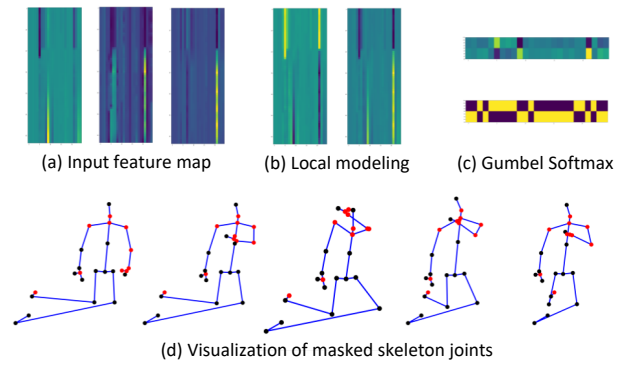 (a) Input feature map
(b) Local modeling
(c) Gumbel Softmax
(d) Visualization of masked skeleton joints